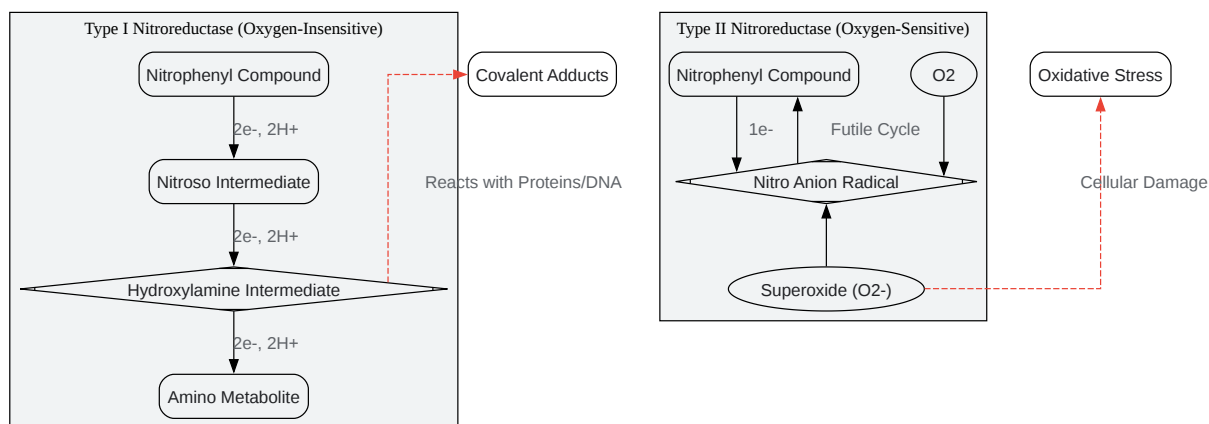 Type I Nitroreductase (Oxygen-Insensitive)
Nitrophenyl Compound
Covalent Adducts
2e-, 2H+
Nitroso Intermediate
Reacts with Proteins/DNA
2e-, 2H+
Hydroxylamine Intermediate
2e-, 2H+
Amino Metabolite
Type II Nitroreductase (Oxygen-Sensitive)
Nitrophenyl Compound
O2
Oxidative Stress
1e-
Futile Cycle
Nitro Anion Radical
Cellular Damage
Superoxide (O2-)